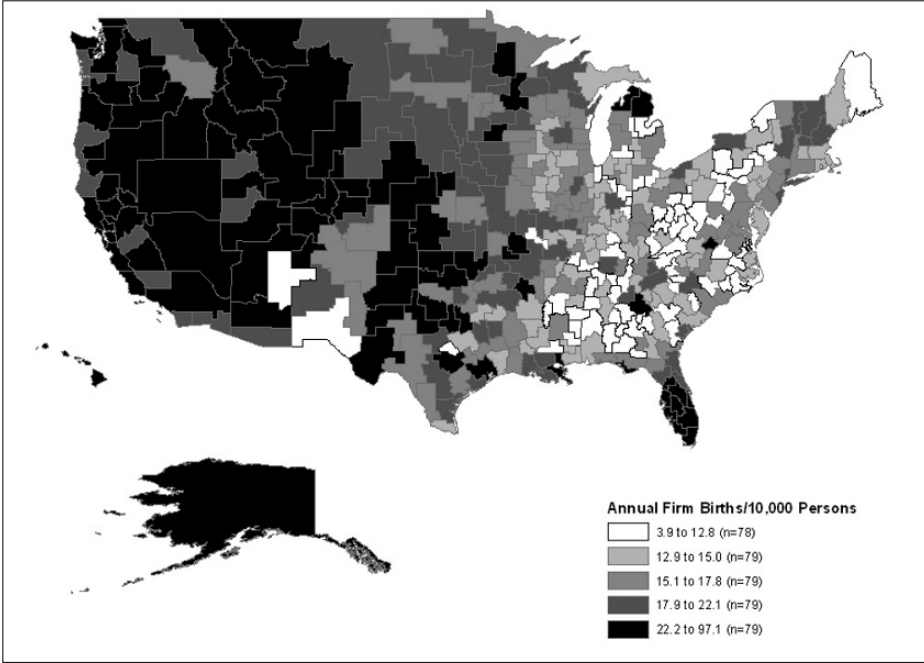 Annual Firm Births/10,000 Persons
3.9 to 12.8 (n=78)
12.9 to 15.0 (n=79)
15.1 to 17.8 (n=79)
17.9 to 22.1 (n=79)
22.2 to 97.1 (n=79)